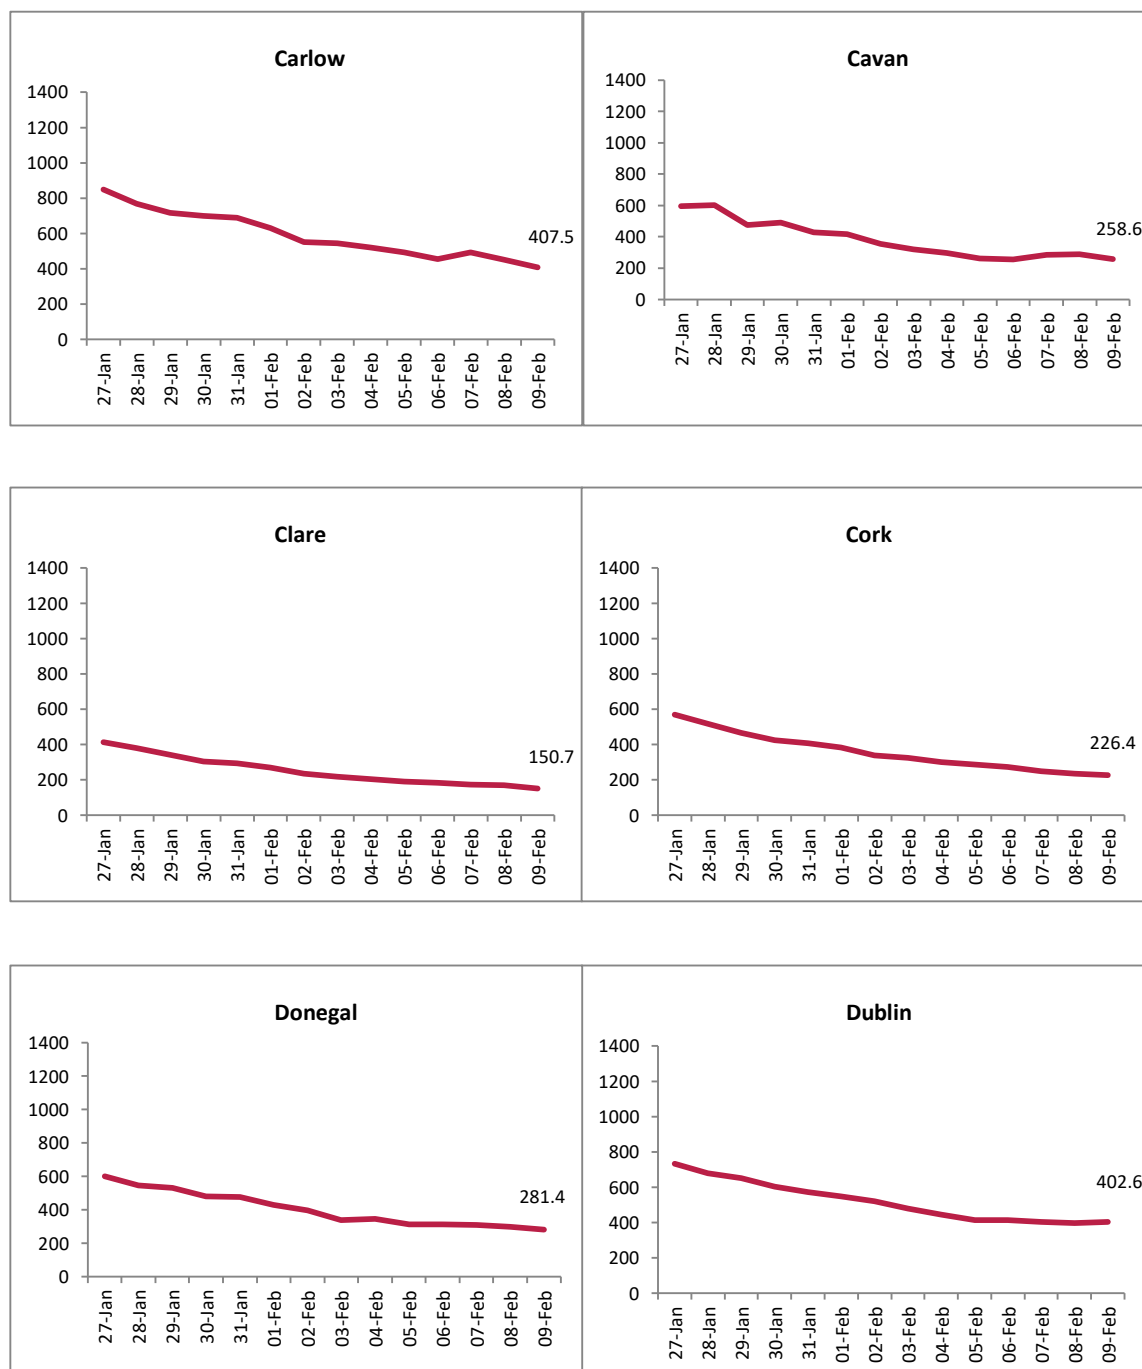 Carlow
1400
1200
1000
800
600
400
200
0
407.5
27-Jan
28-Jan
29-Jan
30-Jan
31-Jan
01-Feb
02-Feb
03-Feb
04-Feb
05-Feb
06-Feb
07-Feb
08-Feb
09-Feb
Cavan
1400
1200
1000
800
600
400
200
0
258.6
27-Jan
28-Jan
29-Jan
30-Jan
31-Jan
01-Feb
02-Feb
03-Feb
04-Feb
05-Feb
06-Feb
07-Feb
08-Feb
09-Feb
Clare
1400
1200
1000
800
600
400
200
0
150.7
27-Jan
28-Jan
29-Jan
30-Jan
31-Jan
01-Feb
02-Feb
03-Feb
04-Feb
05-Feb
06-Feb
07-Feb
08-Feb
09-Feb
Cork
1400
1200
1000
800
600
400
200
0
226.4
27-Jan
28-Jan
29-Jan
30-Jan
31-Jan
01-Feb
02-Feb
03-Feb
04-Feb
05-Feb
06-Feb
07-Feb
08-Feb
09-Feb
Donegal
1400
1200
1000
800
600
400
200
0
281.4
27-Jan
28-Jan
29-Jan
30-Jan
31-Jan
01-Feb
02-Feb
03-Feb
04-Feb
05-Feb
06-Feb
07-Feb
08-Feb
09-Feb
Dublin
1400
1200
1000
800
600
400
200
0
402.6
27-Jan
28-Jan
29-Jan
30-Jan
31-Jan
01-Feb
02-Feb
03-Feb
04-Feb
05-Feb
06-Feb
07-Feb
08-Feb
09-Feb